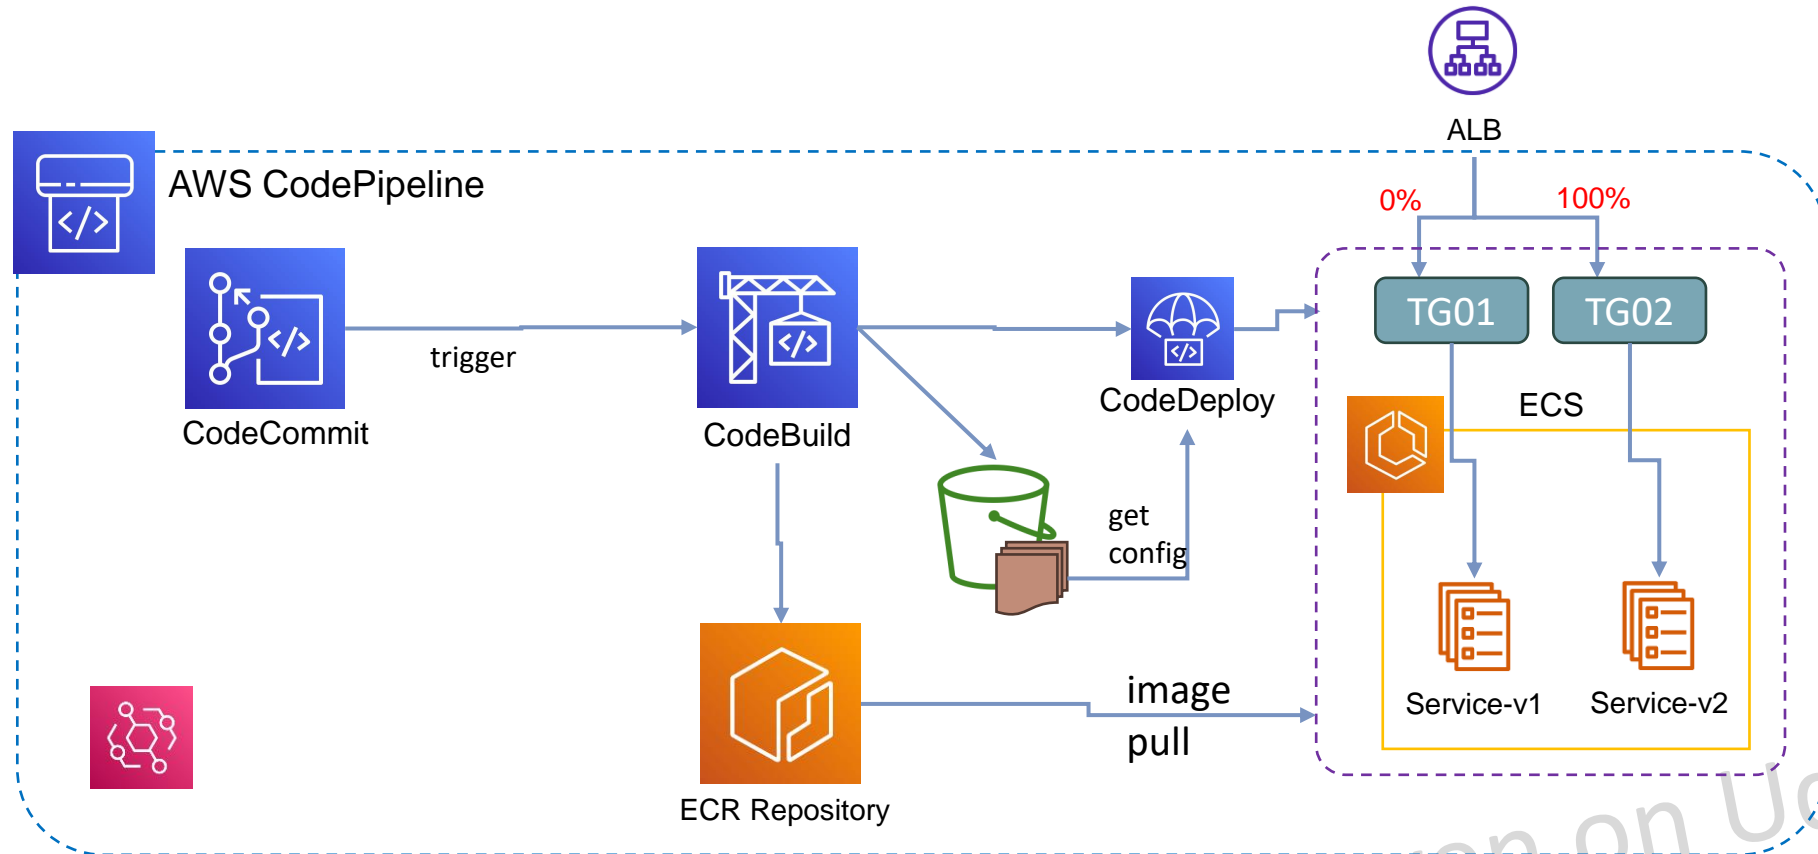 ALB
AWS CodePipeline
0%
100%
TG01
TG02
trigger
CodeCommit
CodeBuild
CodeDeploy
ECS
get
config
image
pull
Service-v1
Service-v2
ECR Repository
on